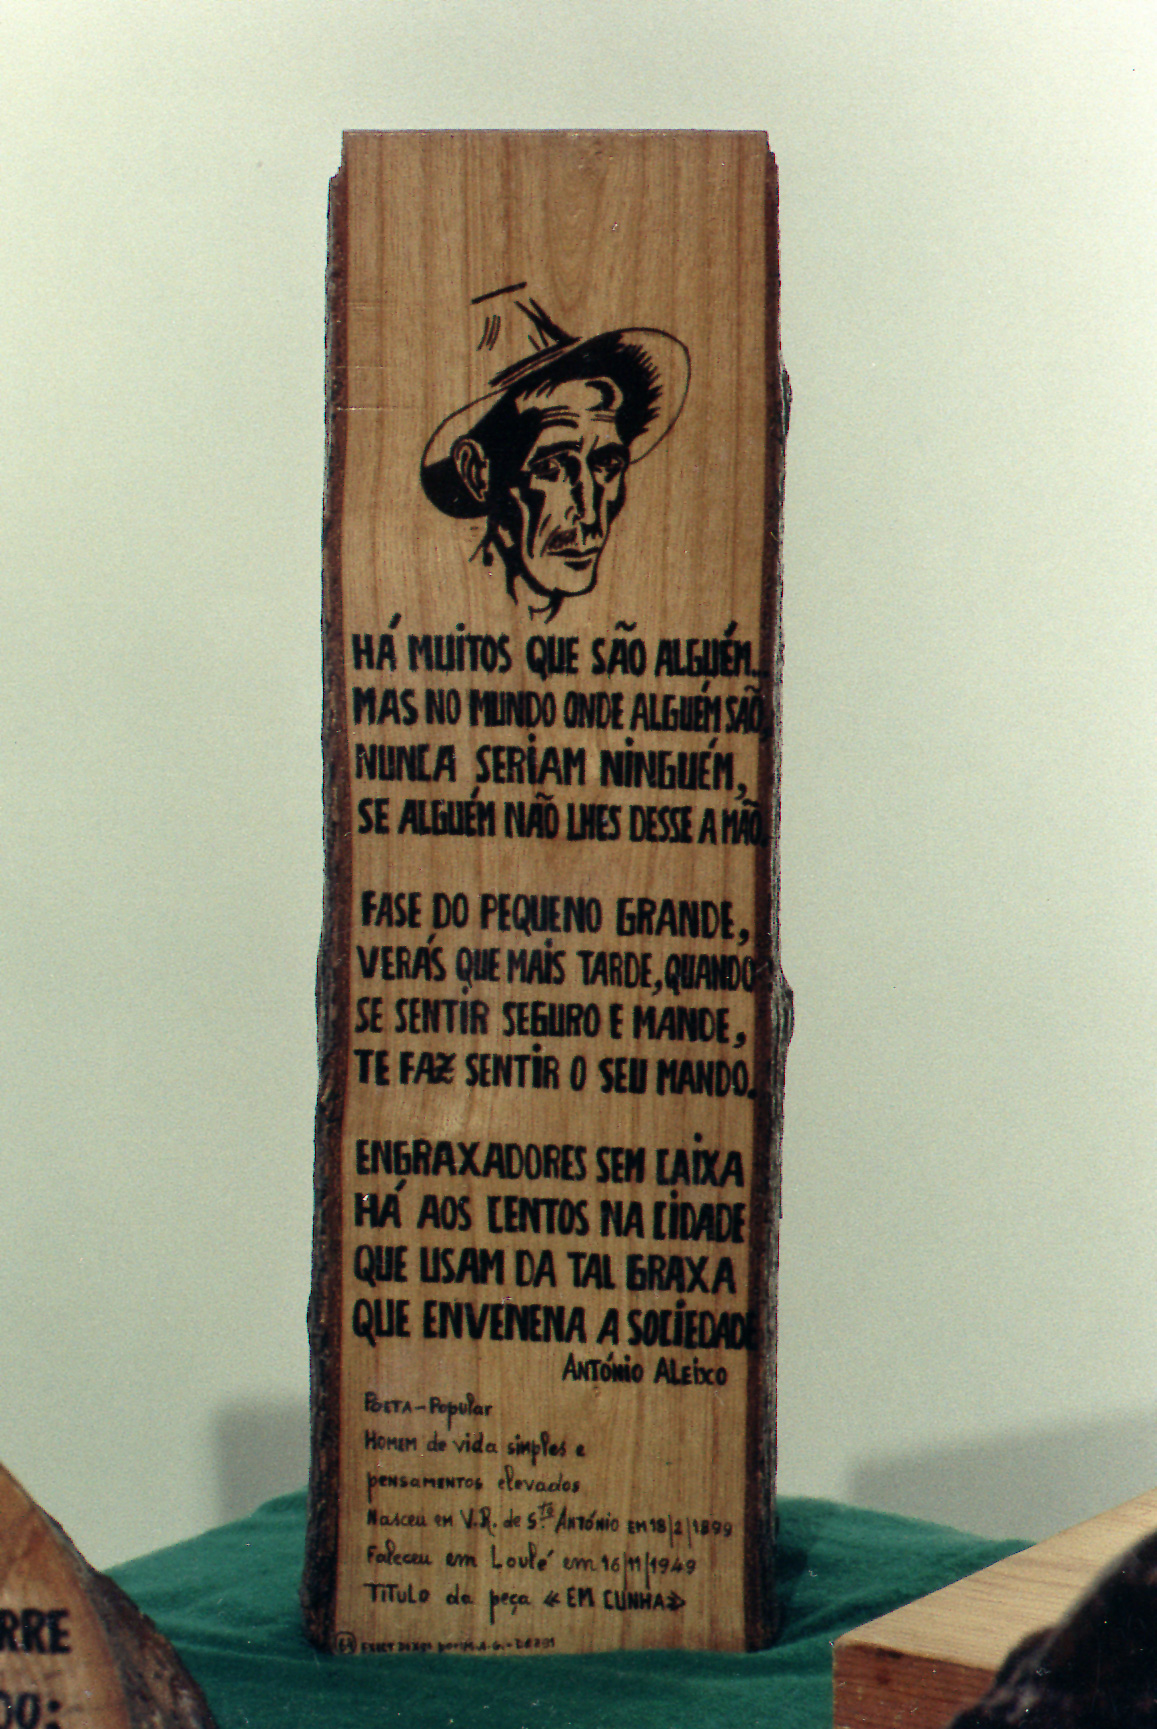 HÁ MUITOS QUE SÃO ALGUÉM...
MAS NO MUNDO ONDE ALGUÉM SÃO,
NUNCA SERIAM NINGUÉM,
SE ALGUÉM NÃO LHES DESSE A MÃO.
FASE DO PEQUENO GRANDE,
VERÁS QUE MAIS TARDE, QUANDO
SE SENTIR SEGURO E MANDE,
TE FAZ SENTIR O SEU MANDO.
ENGRAXADORES SEM CAIXA
HÁ AOS CENTOS NA CIDADE
QUE USAM DA TAL GRAXA
QUE ENVENENA A SOCIEDADE
ANTÓNIO ALEIXO
POETA-Popular
HOMEM de vida simples e
PENSAMENTOS elevados
Nasceu em V.R. de S.to ANTÓNIO EM 18/2/1899
Faleceu em Loulé em 16/11/1949
TíTULO da peça «EM CUNHA»
RRE
DO: